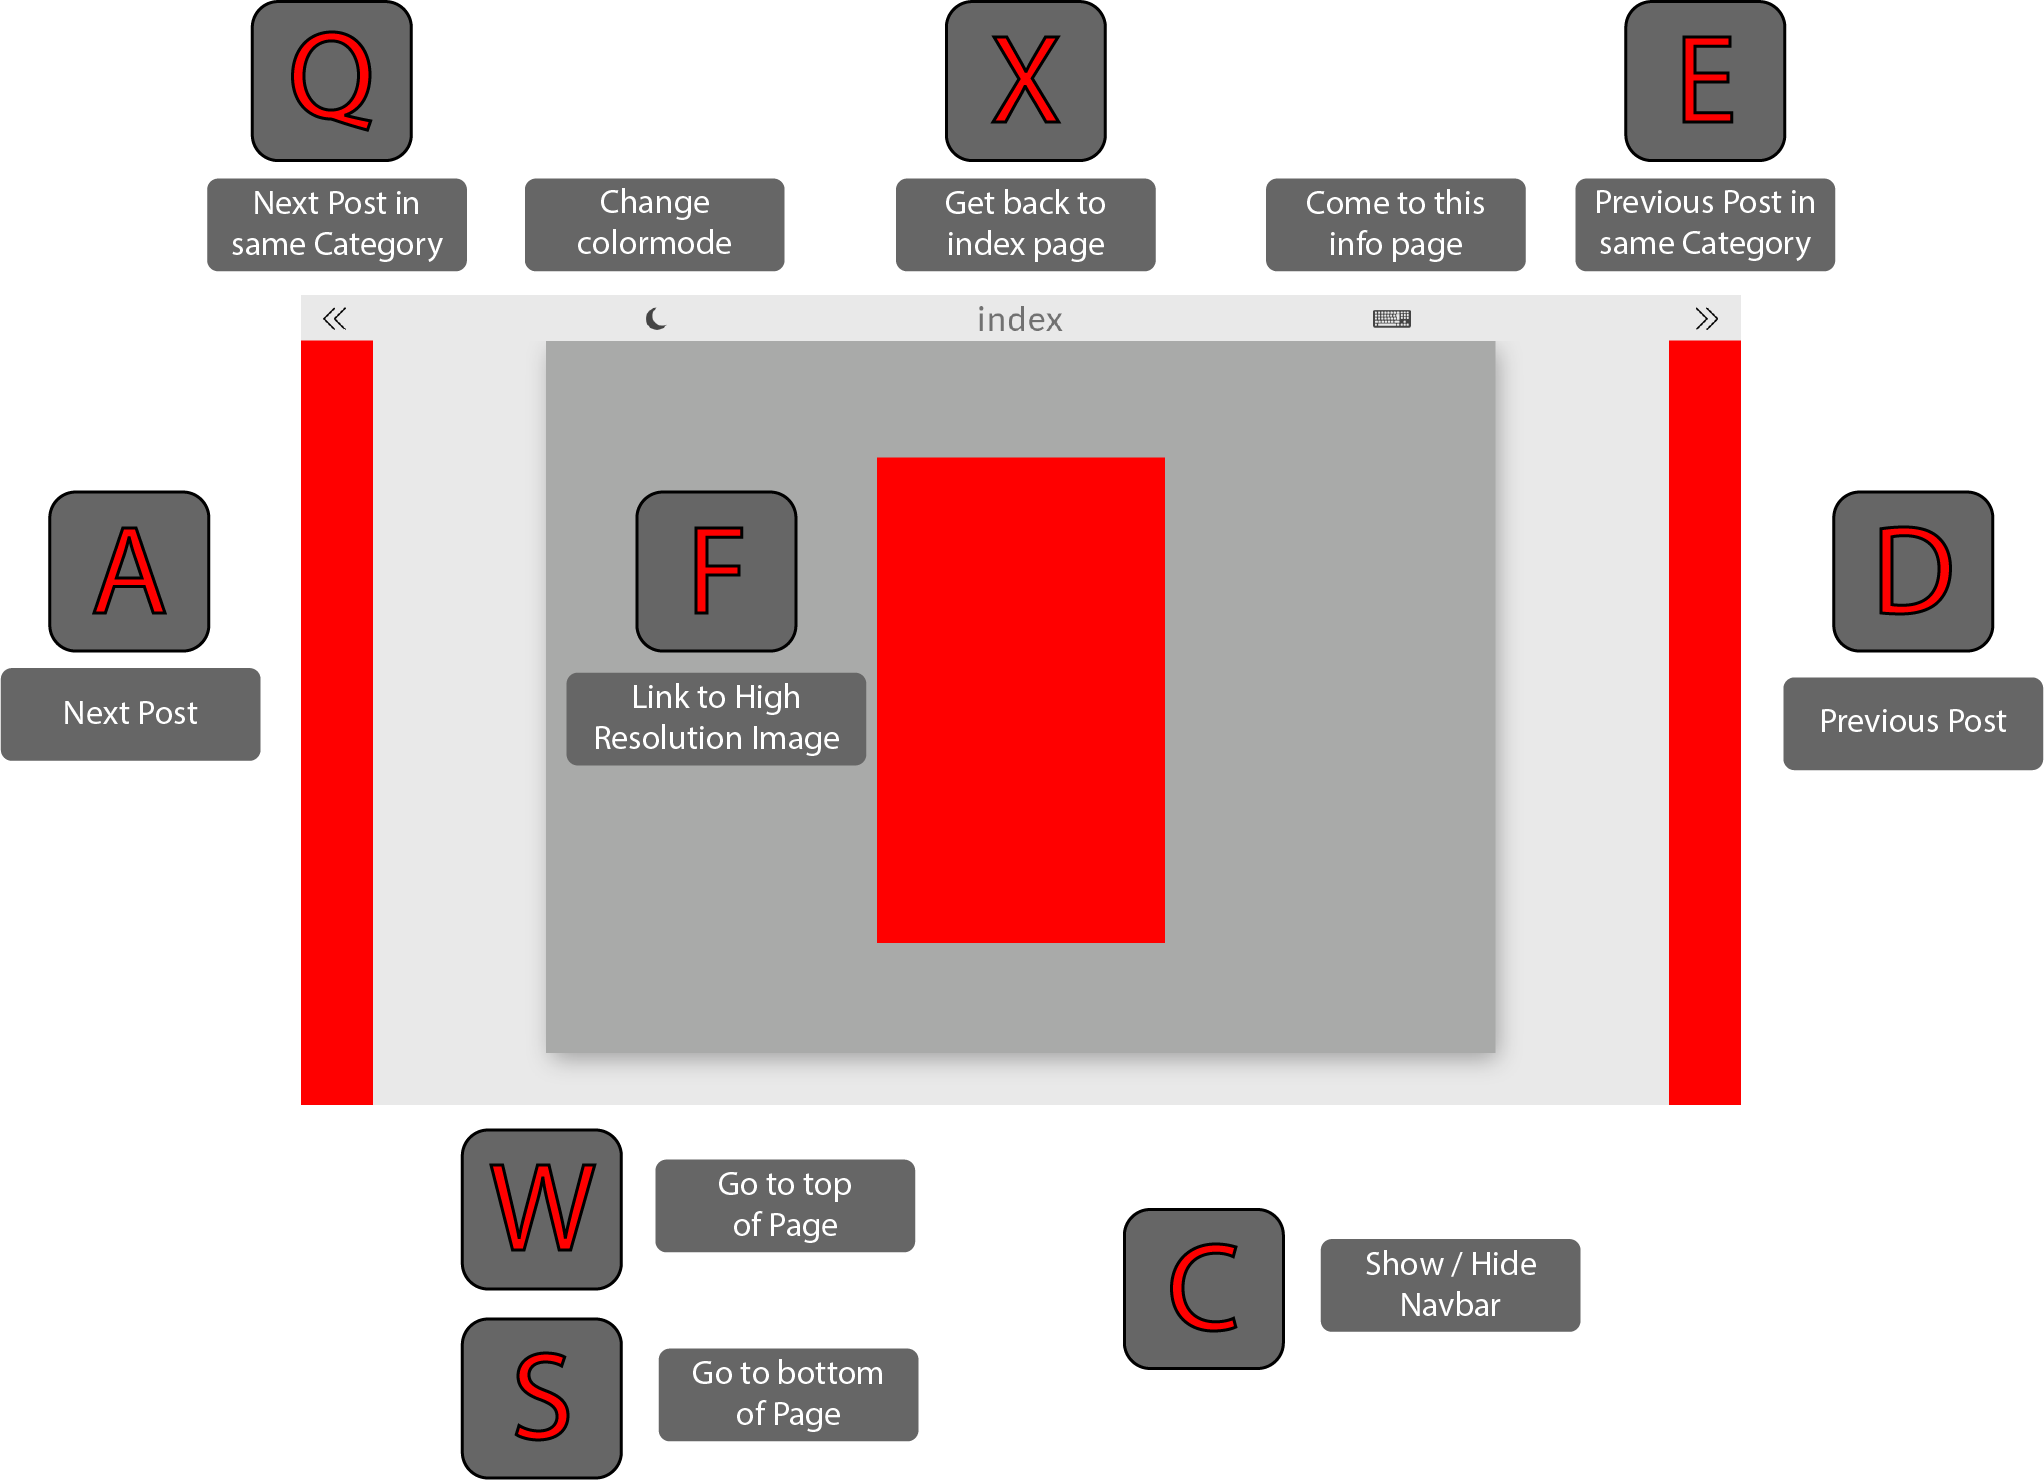 Q
X
E
Next Post in
same Category
Change
colormode
Get back to
index page
Come to this
info page
Previous Post in
same Category
index
A
F
D
Next Post
Link to High
Resolution Image
Previous Post
W
Go to top
of Page
C
Show / Hide
Navbar
S
Go to bottom
of Page